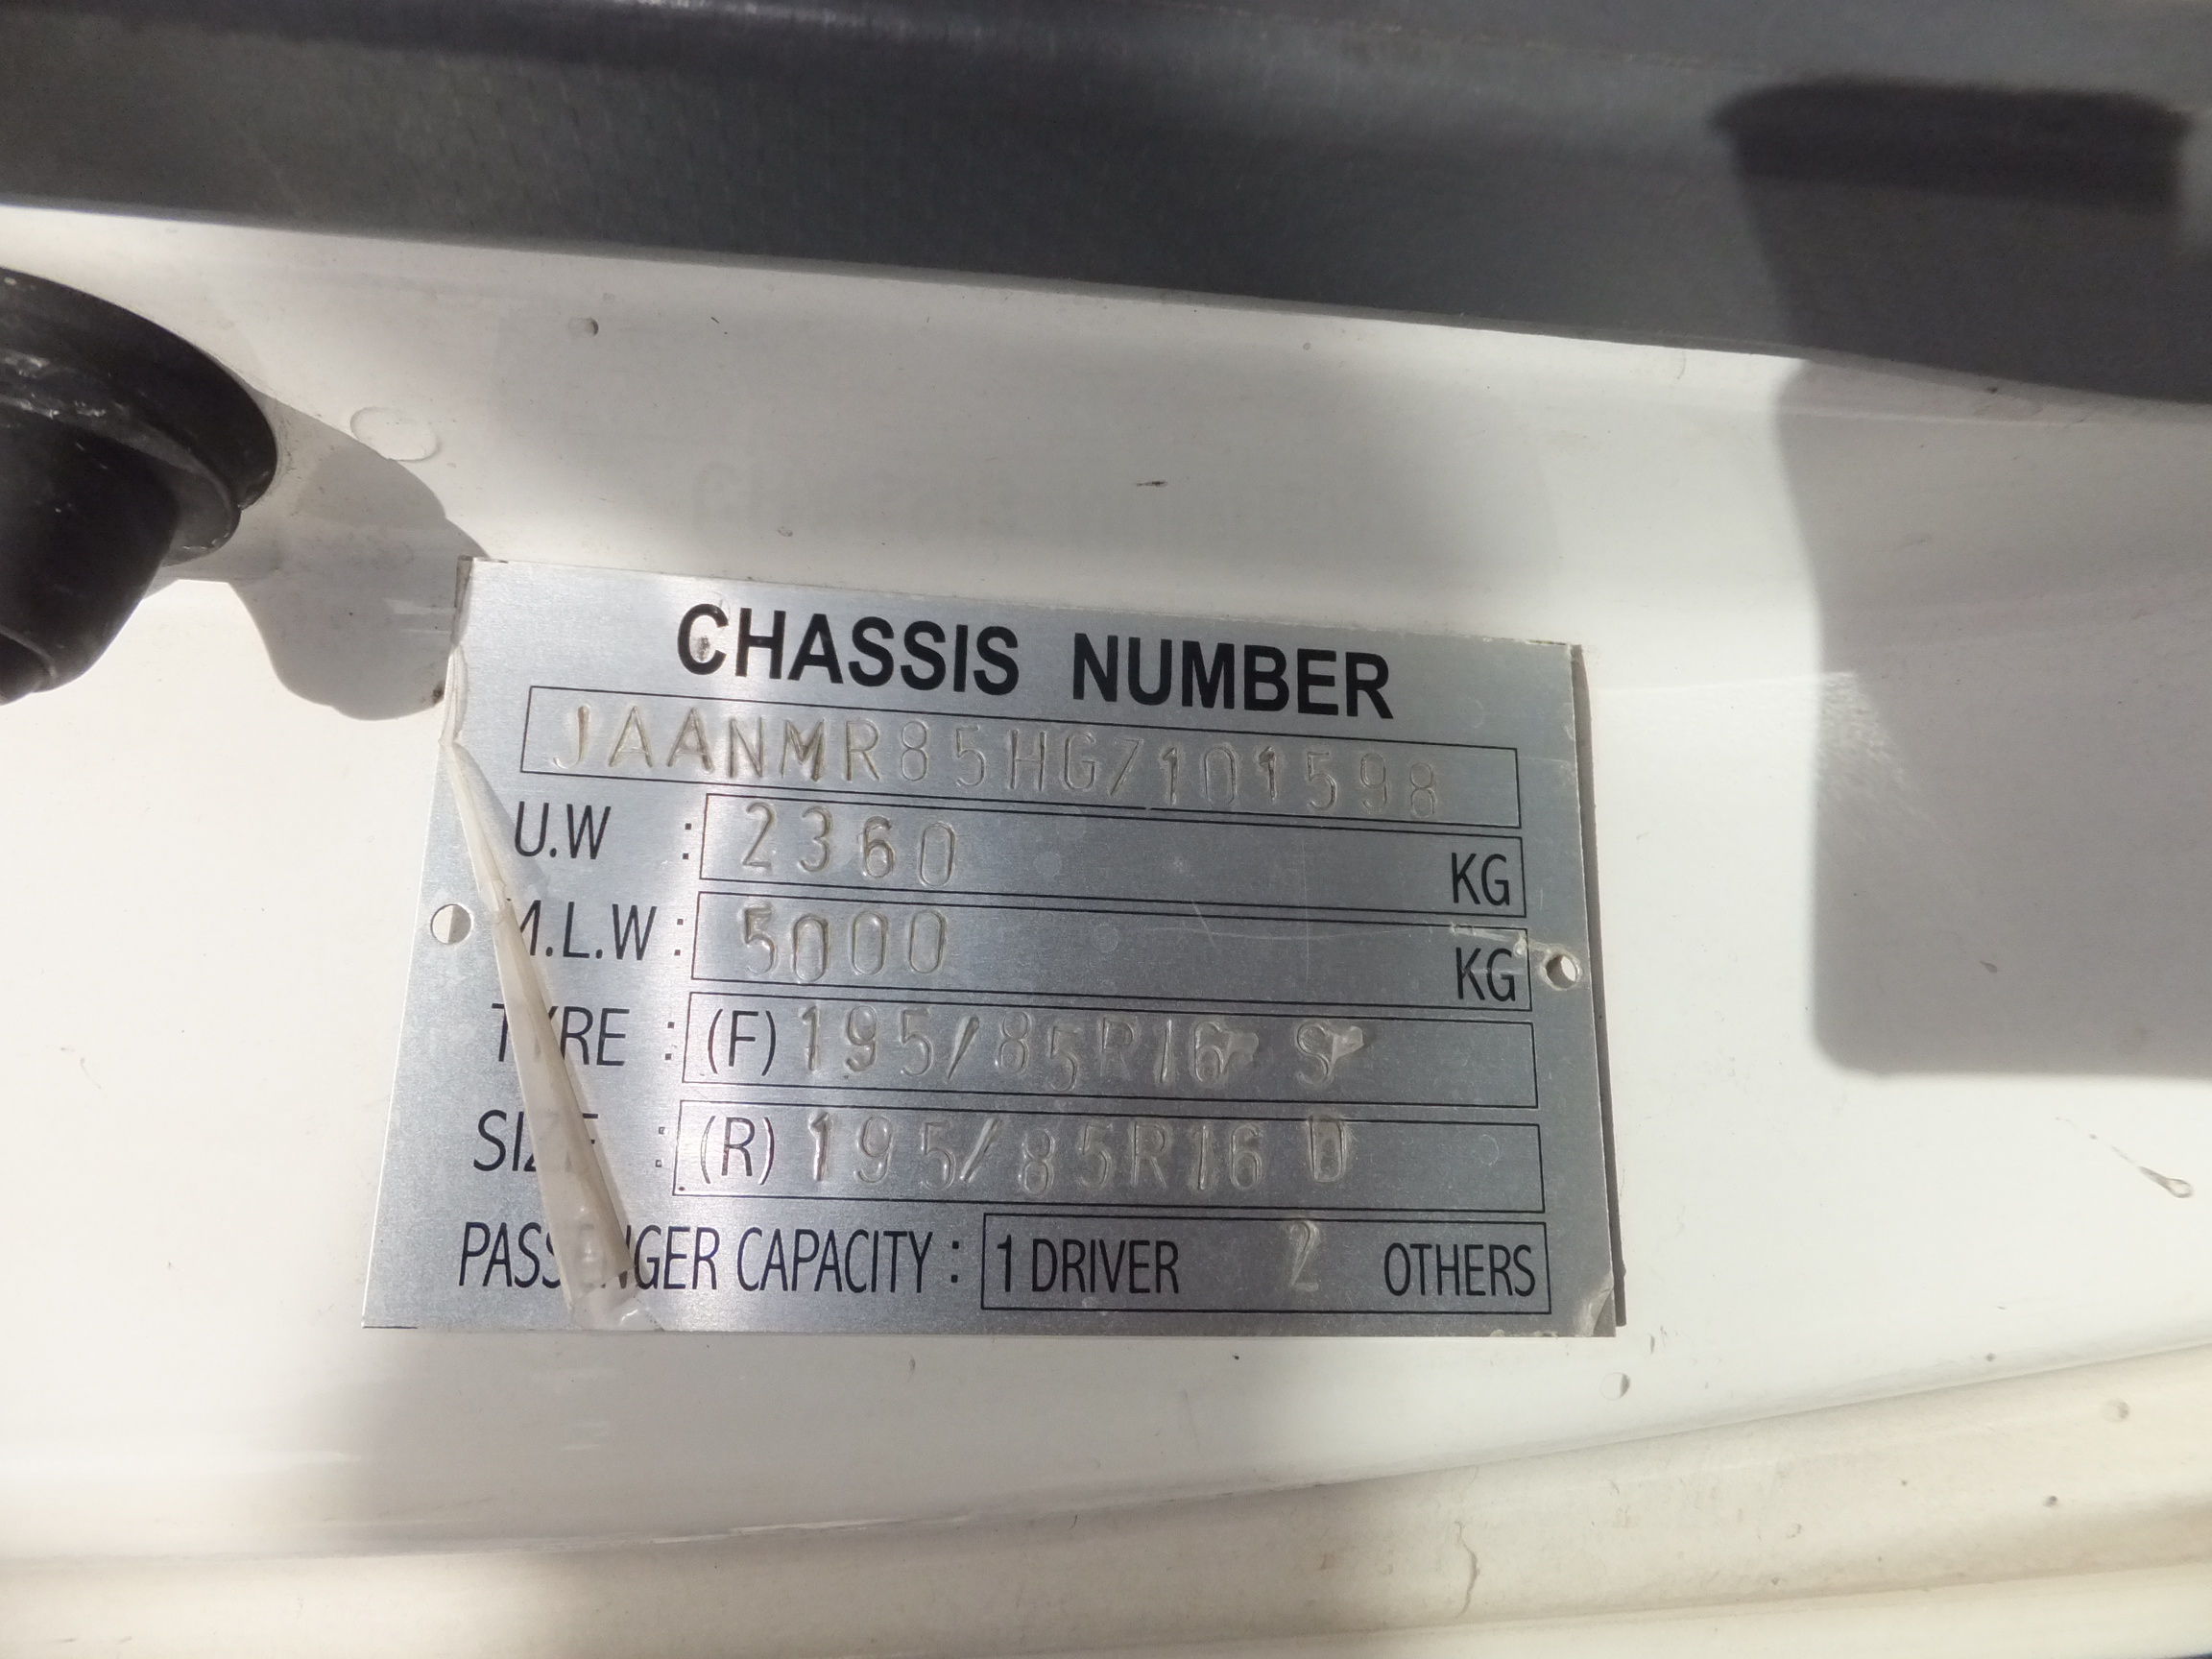 CHASSIS NUMBER
JAANMR85HG7101598
U.W : 2360 KG
M.L.W : 5000 KG
TYRE : (F) 195/85R16 S
SIZE : (R) 195/85R16 D
PASSENGER CAPACITY : 1 DRIVER 2 OTHERS